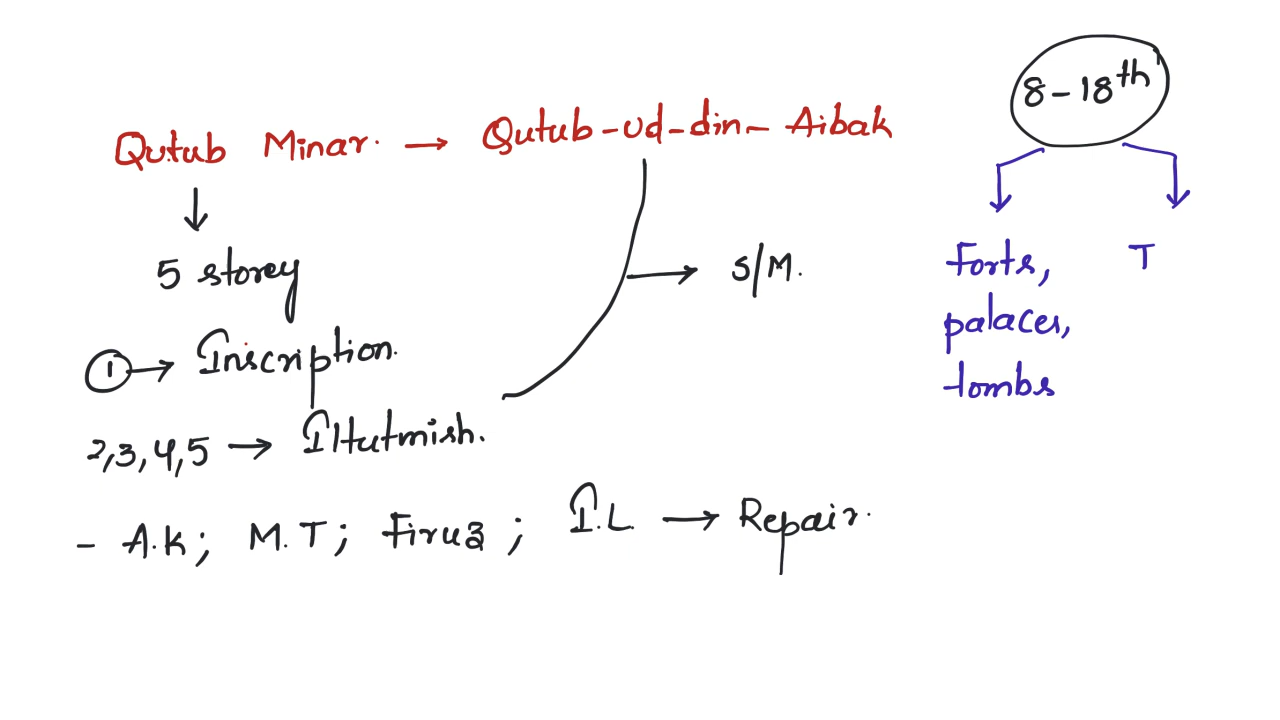 Qutub Minar. → Qutub-ud-din- Aibak
5 storey
S/M.
① → Inscription.
2,3,4,5 → Iltutmish.
- A.K; M.T; Firuz ; I.L → Repair.
8-18th
Forts,
palaces,
tombs
T